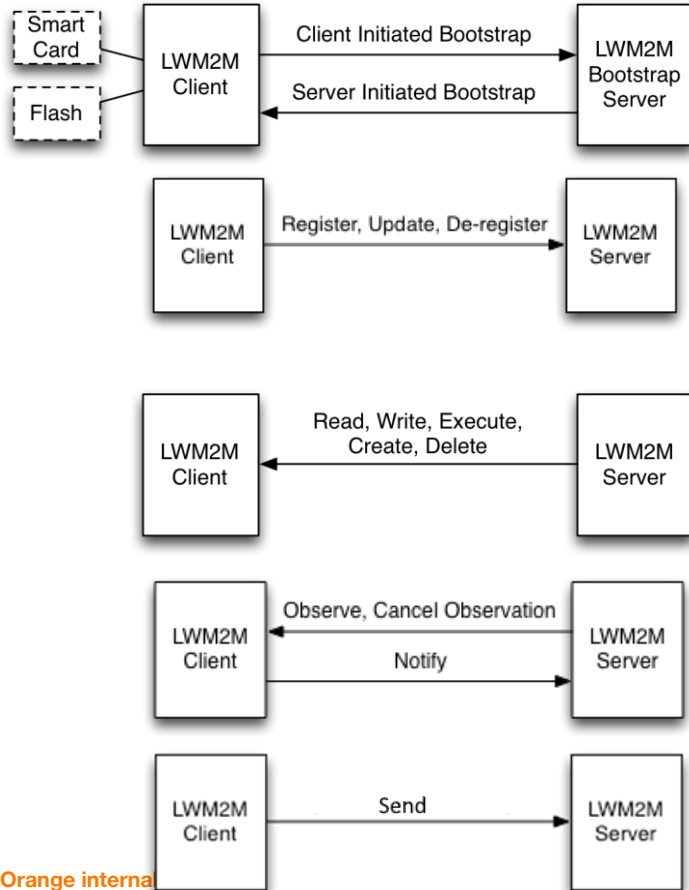 Smart
Card
Flash
LWM2M
Client
Client Initiated Bootstrap
Server Initiated Bootstrap
LWM2M
Bootstrap
Server
LWM2M
Client
Register, Update, De-register
LWM2M
Server
LWM2M
Client
Read, Write, Execute,
Create, Delete
LWM2M
Server
LWM2M
Client
Observe, Cancel Observation
Notify
LWM2M
Server
LWM2M
Client
Send
LWM2M
Server
Orange internal